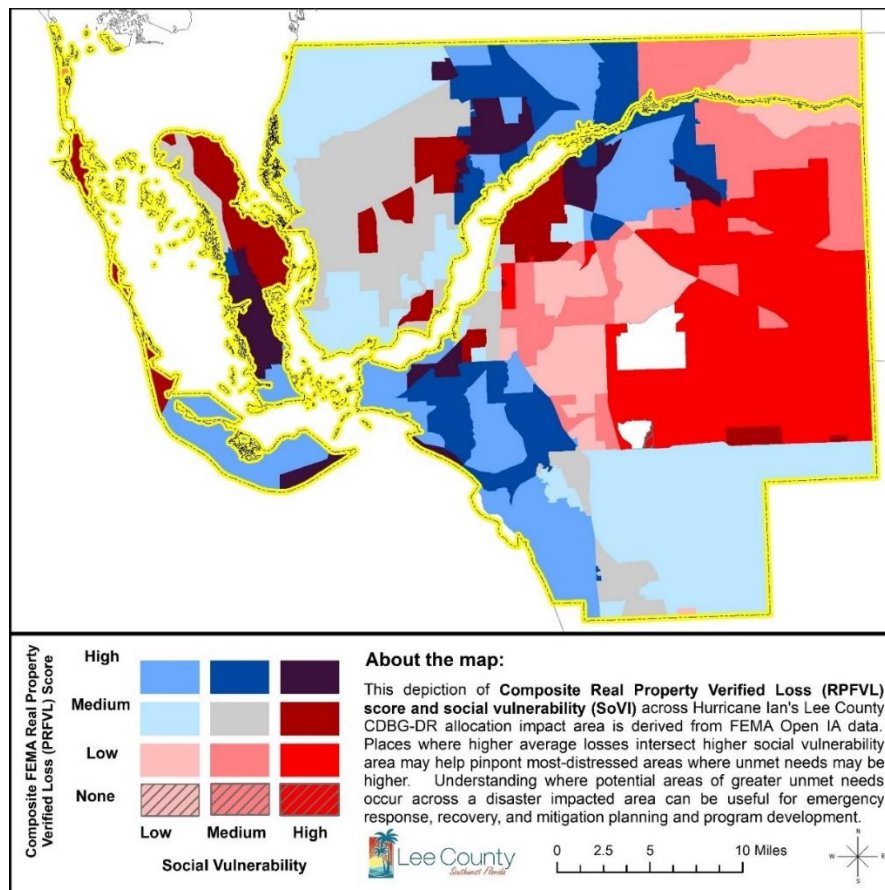 Composite FEMA Real Property
Verified Loss (PRFVL) Score
High
Medium
Low
None
Low
Medium
High
Social Vulnerability
About the map:
This depiction of Composite Real Property Verified Loss (RPFVL)
score and social vulnerability (SoVI) across Hurricane Ian's Lee County
CDBG-DR allocation impact area is derived from FEMA Open IA data.
Places where higher average losses intersect higher social vulnerability
area may help pinpont most-distressed areas where unmet needs may be
higher. Understanding where potential areas of greater unmet needs
occur across a disaster impacted area can be useful for emergency
response, recovery, and mitigation planning and program development.
Lee County
Southwest Florida
0 2.5 5 10 Miles
N
W E
S